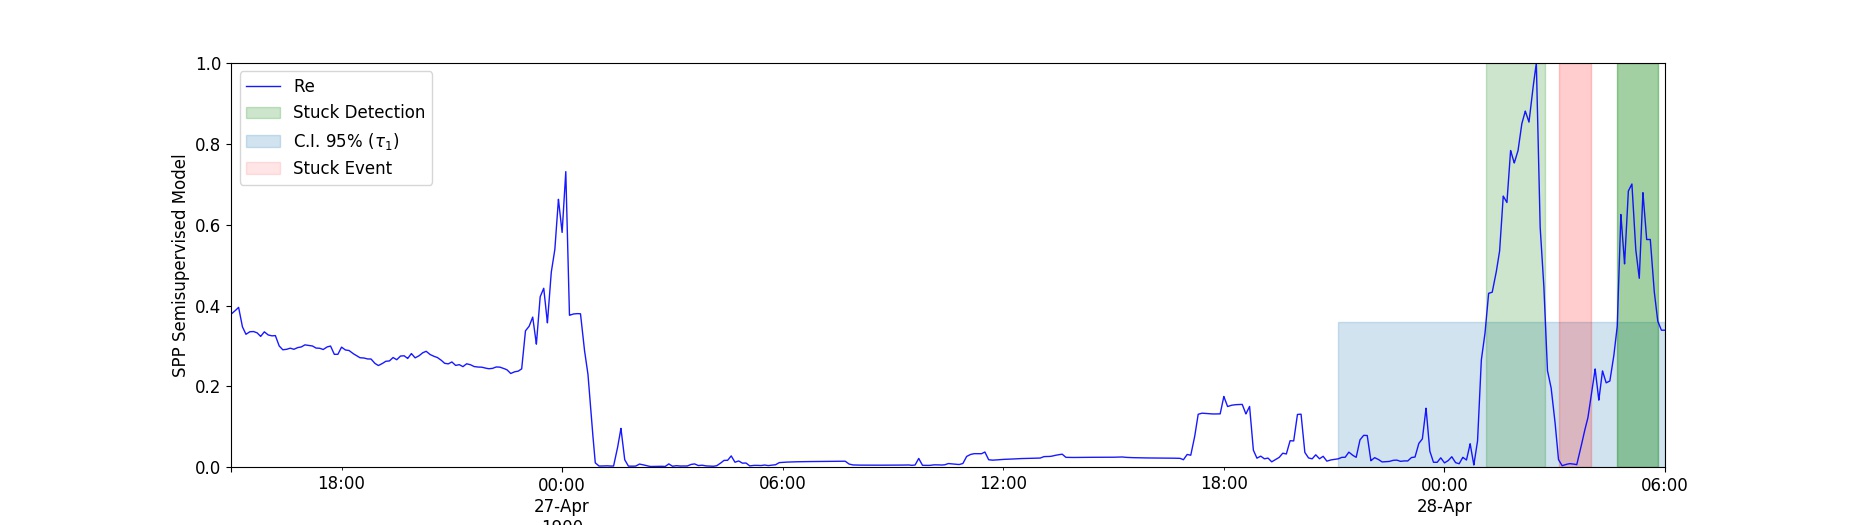 1.0
0.8
0.6
0.4
0.2
0.0
SPP Semisupervised Model
Re
Stuck Detection
C.I. 95% (τ₁)
Stuck Event
18:00
00:00
27-Apr
1900
06:00
12:00
18:00
00:00
28-Apr
06:00